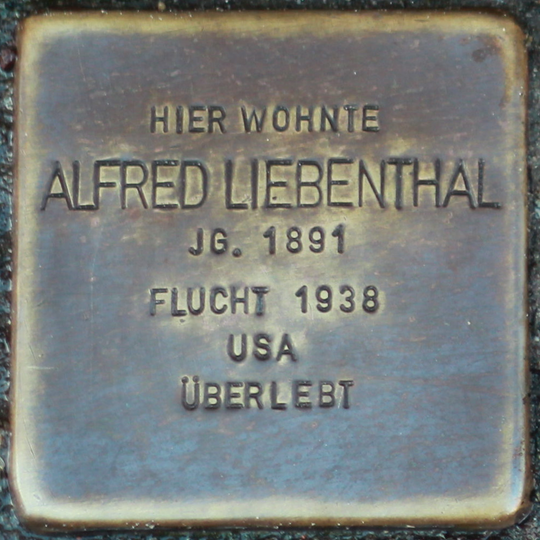 HIER WOHNTE
ALFRED LIEBENTHAL
JG. 1891
FLUCHT 1938
USA
ÜBERLEBT